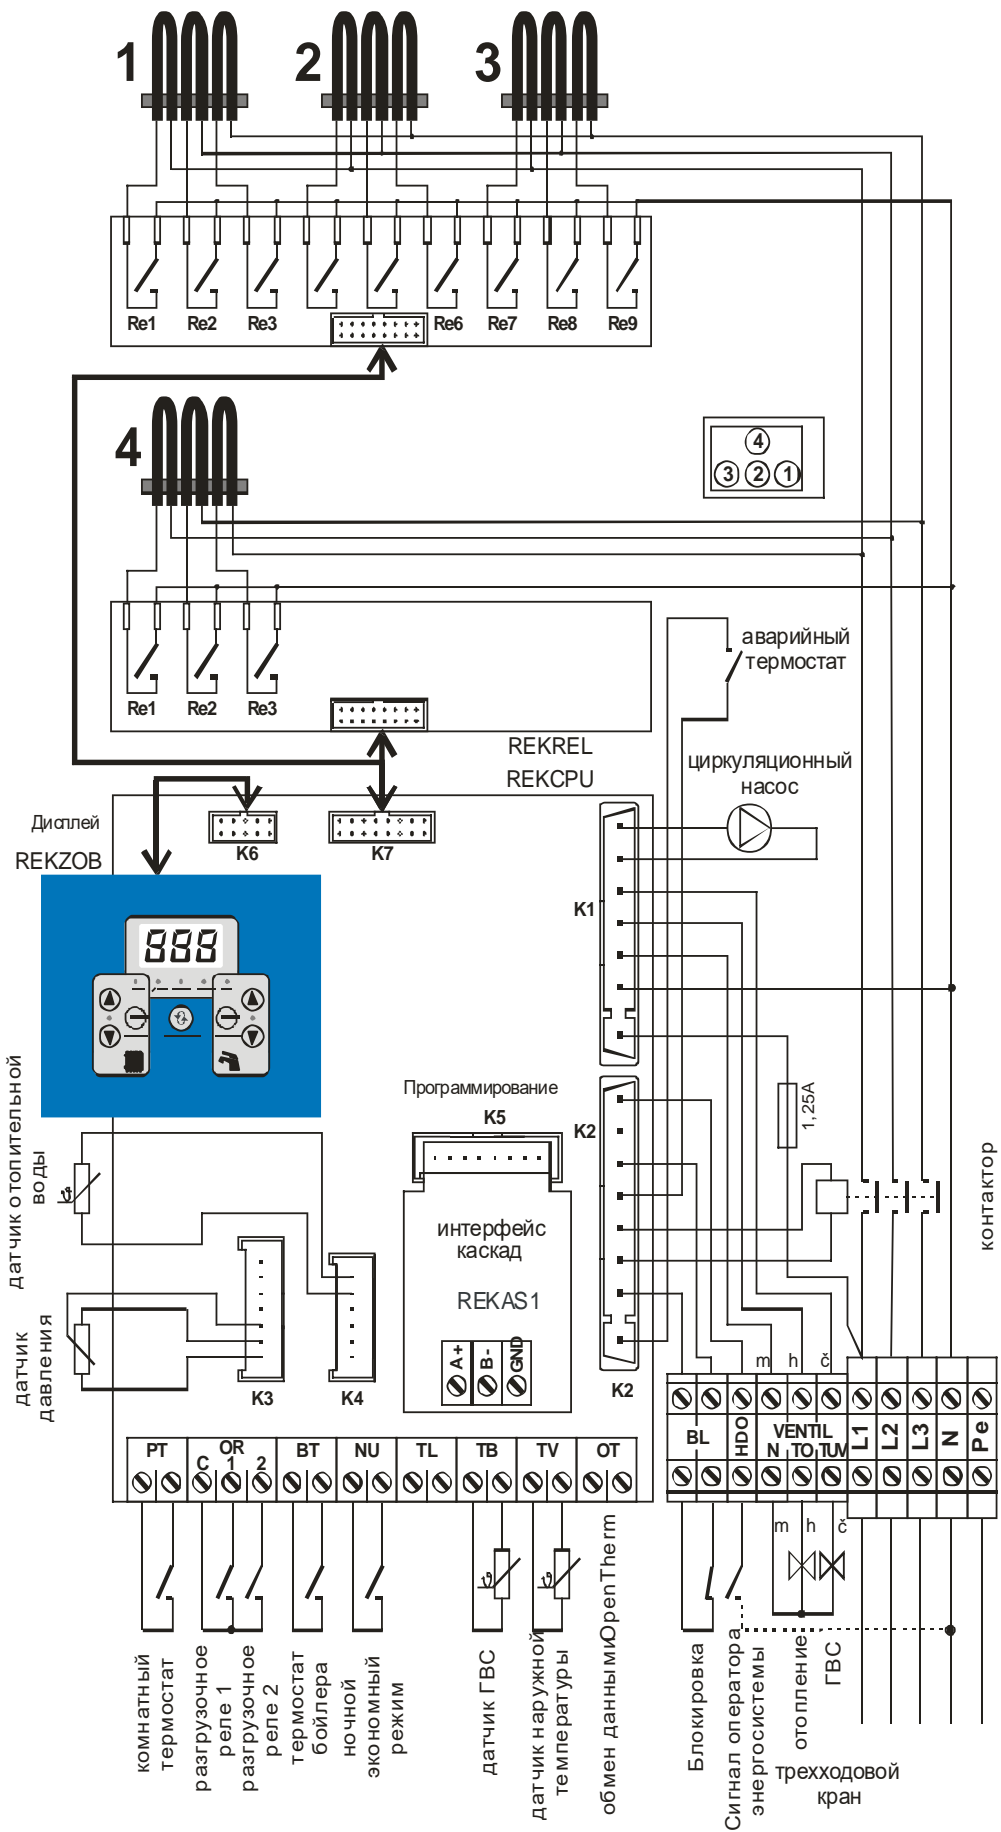 1
2
3
Re1
Re2
Re3
Re6
Re7
Re8
Re9
4
4
3
2
1
аварийный
термостат
Re1
Re2
Re3
REKREL
REKCPU
циркуляционный
насос
Дисплей
REKZOB
K6
K7
K1
888
1,25A
Программирование
K5
K2
датчик отопительной
воды
интерфейс
каскад
REKAS1
контактор
датчик
давления
A+
B-
GND
K3
K4
K2
m
h
č
PT
OR
C
1
2
BT
NU
TL
TB
TV
OT
BL
HDO
VENTIL
N
TO
TUV
L1
L2
L3
N
Pe
m
h
č
комнатный
термостат
разгрузочное
реле 1
разгрузочное
реле 2
термостат
бойлера
ночной
экономный
режим
датчик ГВС
датчик наружной
температуры
обмен данными OpenTherm
Блокировка
Сигнал оператора
энергосистемы
отопление
ГВС
трехходовой
кран